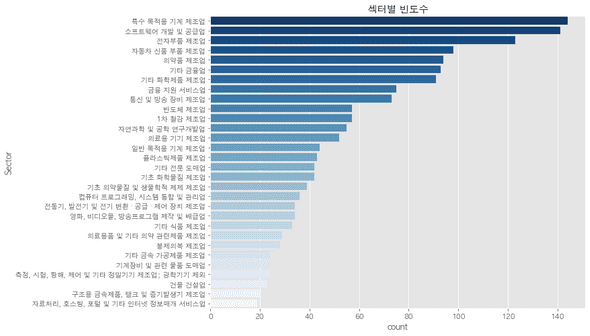 섹터별 빈도수
특수 목적용 기계 제조업
소프트웨어 개발 및 공급업
전자부품 제조업
자동차 신품 부품 제조업
의약품 제조업
기타 금융업
기타 화학제품 제조업
금융 지원 서비스업
통신 및 방송 장비 제조업
반도체 제조업
1차 철강 제조업
자연과학 및 공학 연구개발업
의료용 기기 제조업
일반 목적용 기계 제조업
플라스틱제품 제조업
기타 전문 도매업
기초 화학물질 제조업
기초 의약물질 및 생물학적 제제 제조업
컴퓨터 프로그래밍, 시스템 통합 및 관리업
전동기, 발전기 및 전기 변환 · 공급 · 제어 장치 제조업
영화, 비디오물, 방송프로그램 제작 및 배급업
기타 식품 제조업
의료용품 및 기타 의약 관련제품 제조업
봉제의복 제조업
기타 금속 가공제품 제조업
기계장비 및 관련 물품 도매업
측정, 시험, 항해, 제어 및 기타 정밀기기 제조업; 광학기기 제외
건물 건설업
구조용 금속제품, 탱크 및 증기발생기 제조업
자료처리, 호스팅, 포털 및 기타 인터넷 정보매개 서비스업
Sector
0 20 40 60 80 100 120 140
count